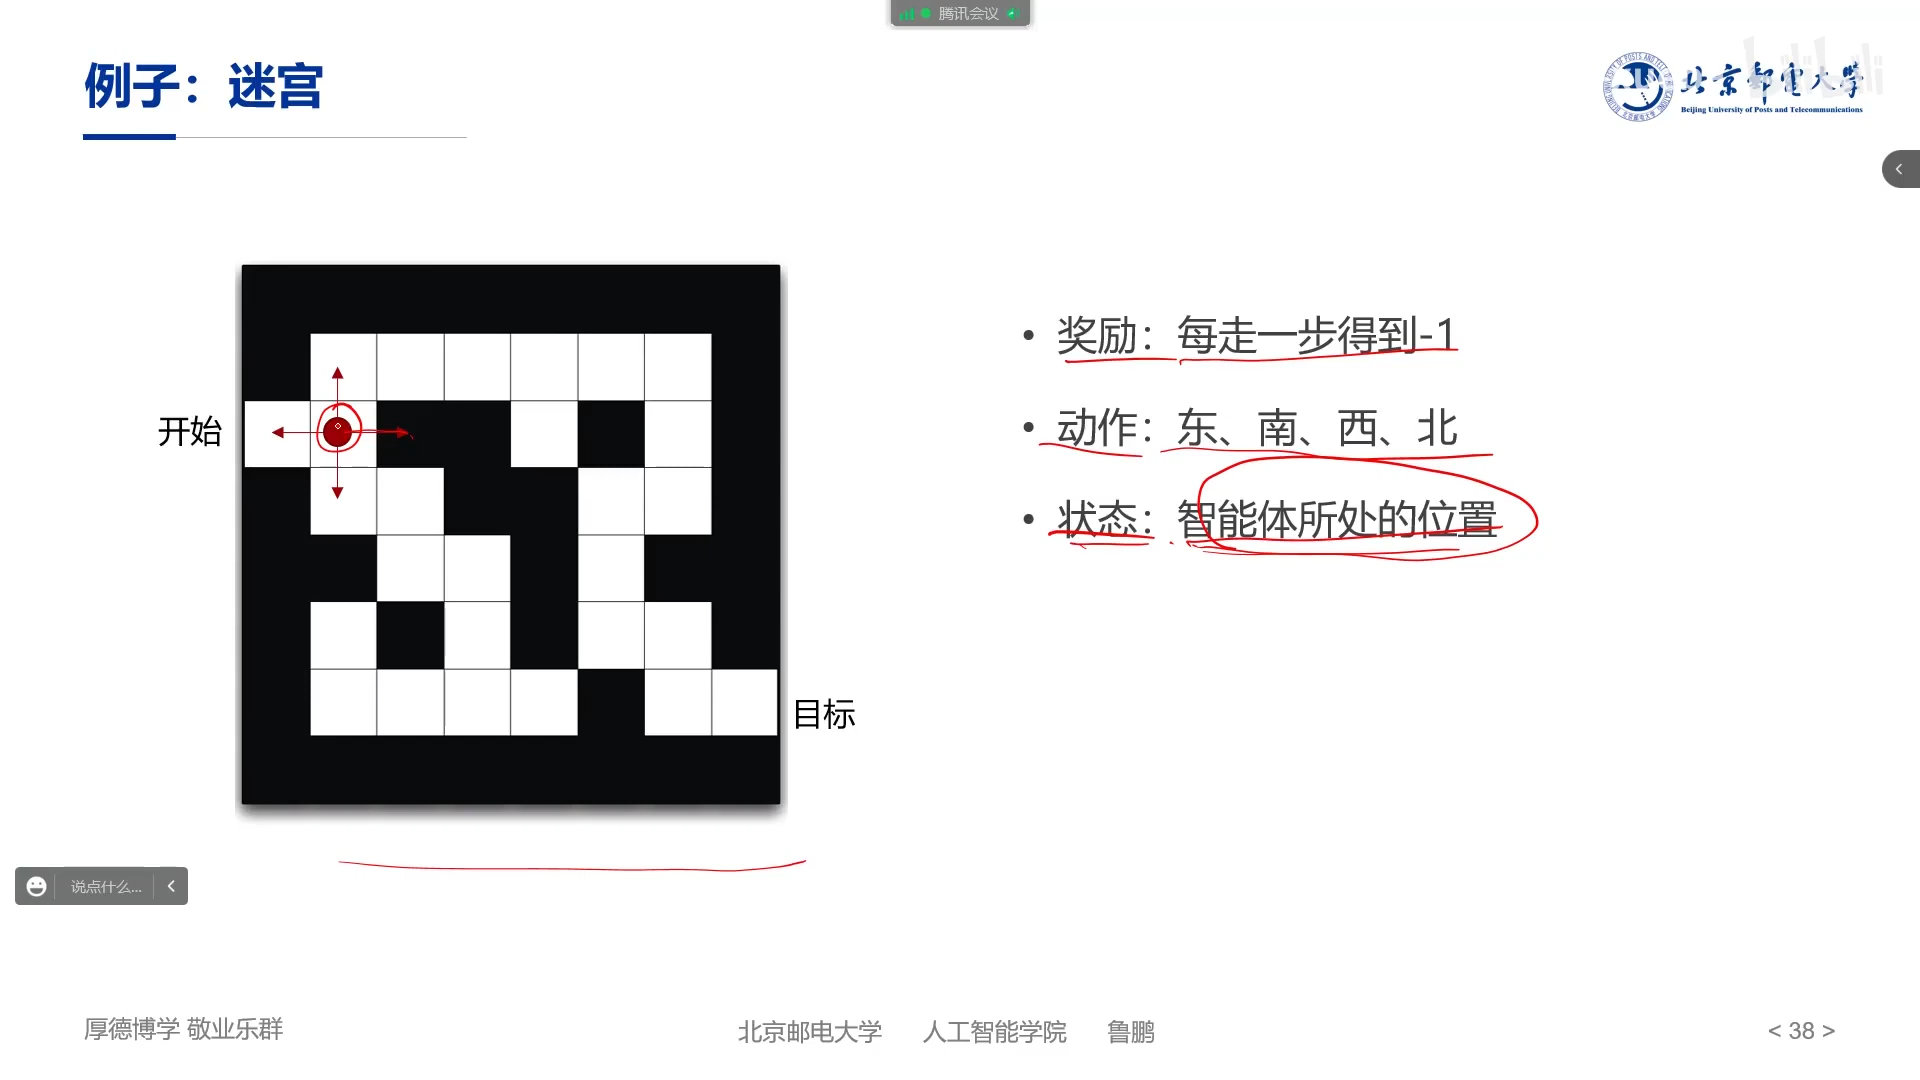 腾讯会议
例子：迷宫
北京邮电大学
Beijing University of Posts and Telecommunications
开始
目标
• 奖励：每走一步得到-1
• 动作：东、南、西、北
• 状态：智能体所处的位置
说点什么...
厚德博学 敬业乐群
北京邮电大学 人工智能学院 鲁鹏
< 38 >